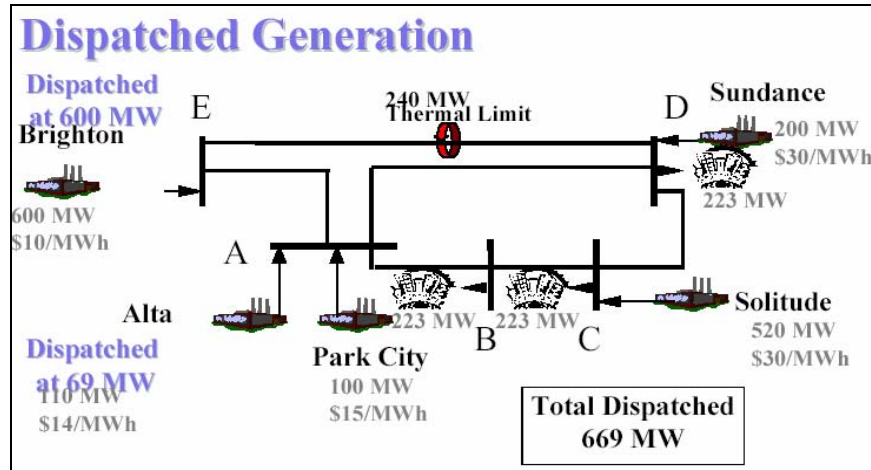 Dispatched Generation
Dispatched
at 600 MW
Brighton
600 MW
$10/MWh
E
240 MW
Thermal Limit
D
Sundance
200 MW
$30/MWh
223 MW
A
Alta
Dispatched
at 69 MW
110 MW
$14/MWh
Park City
100 MW
$15/MWh
223 MW
B
223 MW
C
Solitude
520 MW
$30/MWh
Total Dispatched
669 MW